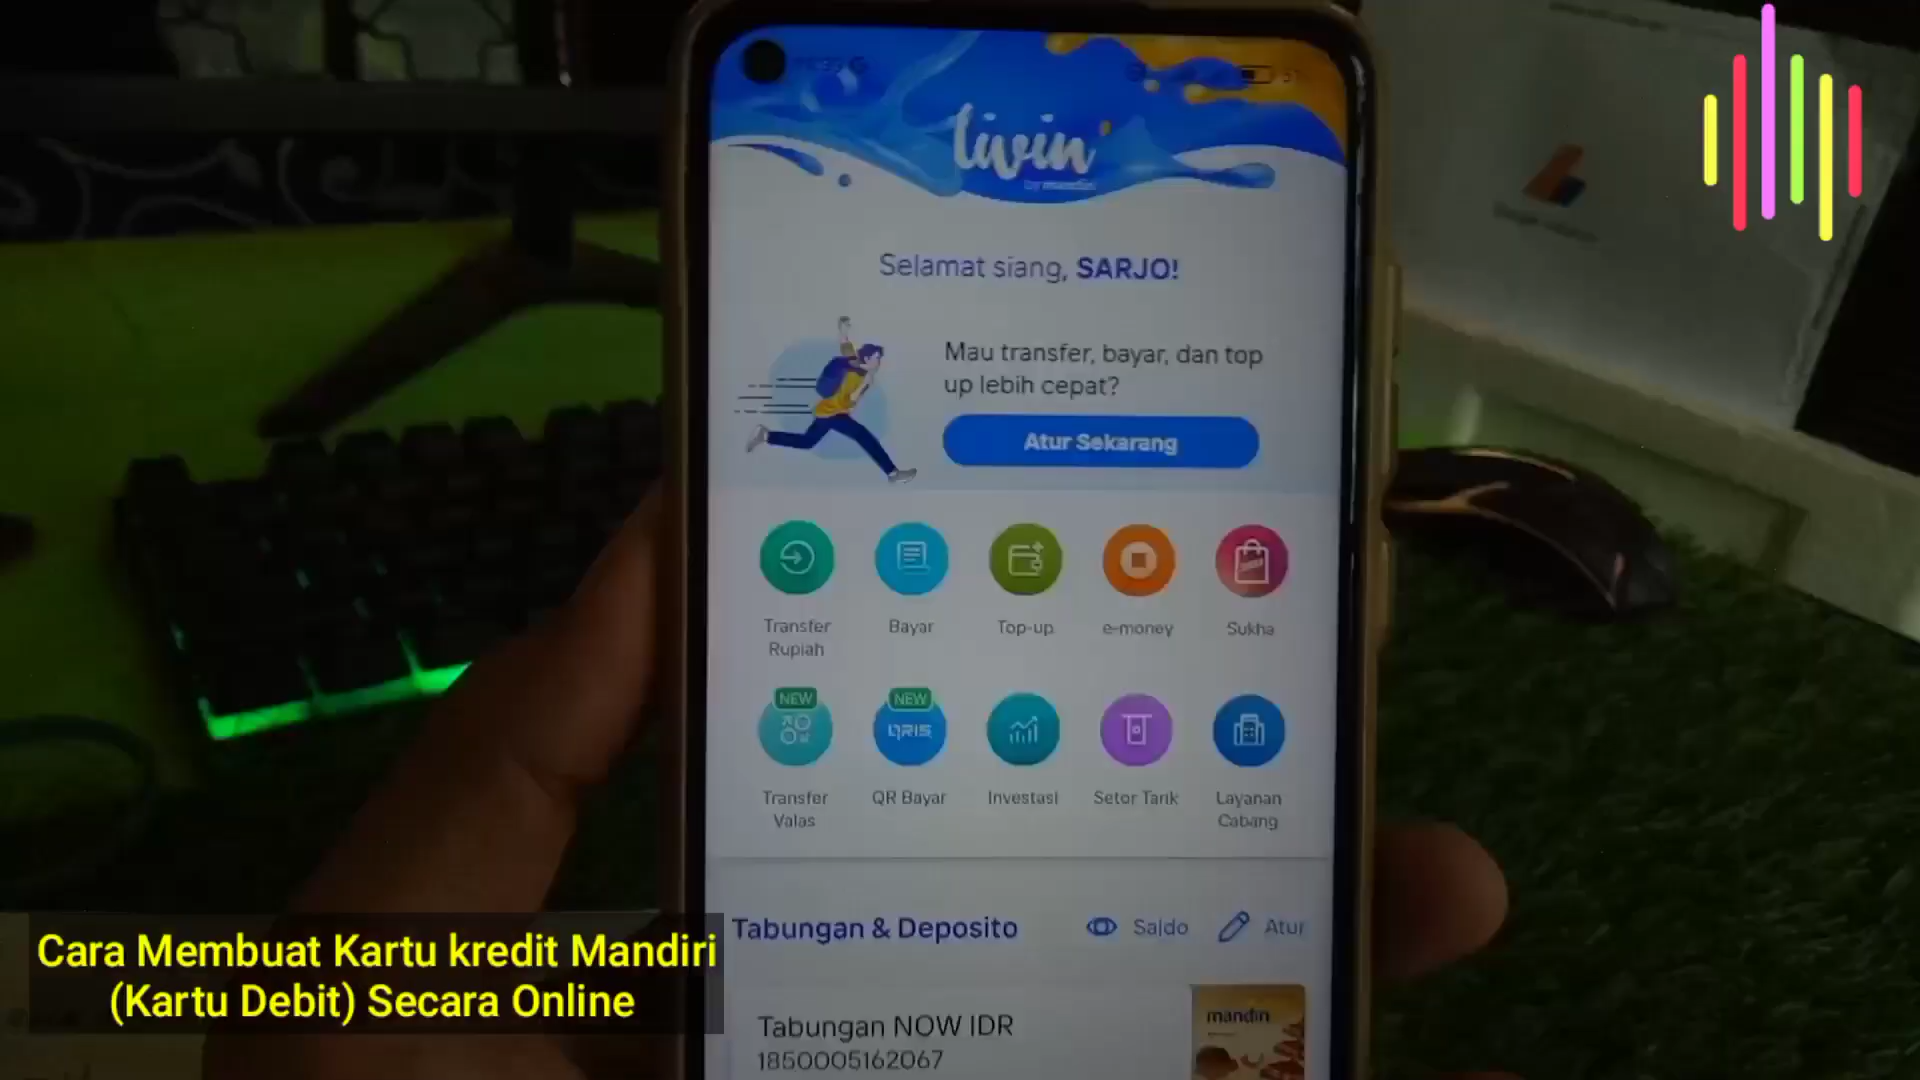 livin'
by mandiri
Selamat siang, SARJO!
Mau transfer, bayar, dan top
up lebih cepat?
Atur Sekarang
Transfer
Rupiah
Bayar
Top-up
e-money
Sukha
NEW
NEW
QRIS
Transfer
Valas
QR Bayar
Investasi
Setor Tarik
Layanan
Cabang
Tabungan & Deposito
Saldo
Atur
Tabungan NOW IDR
1850005162067
mandiri
Cara Membuat Kartu kredit Mandiri
(Kartu Debit) Secara Online